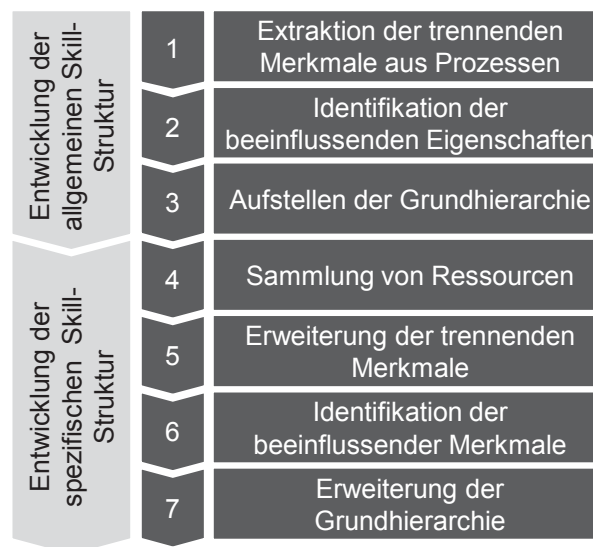 Entwicklung der
allgemeinen Skill-
Struktur
1
Extraktion der trennenden
Merkmale aus Prozessen
2
Identifikation der
beeinflussenden Eigenschaften
3
Aufstellen der Grundhierarchie
Entwicklung der
spezifischen Skill-
Struktur
4
Sammlung von Ressourcen
5
Erweiterung der trennenden
Merkmale
6
Identifikation der
beeinflussender Merkmale
7
Erweiterung der
Grundhierarchie